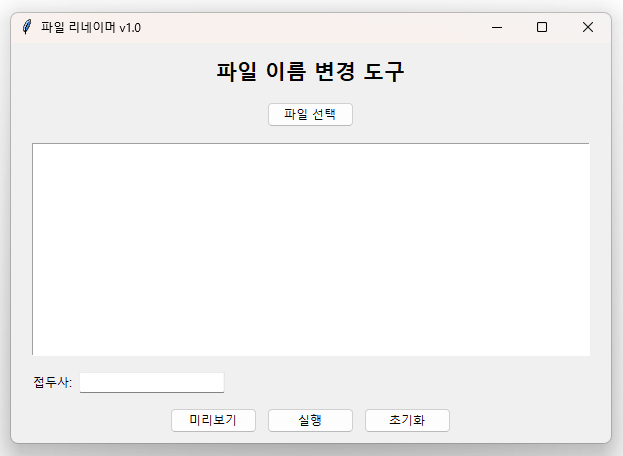 파일 리네이머 v1.0
파일 이름 변경 도구
파일 선택
접두사:
미리보기 실행 초기화